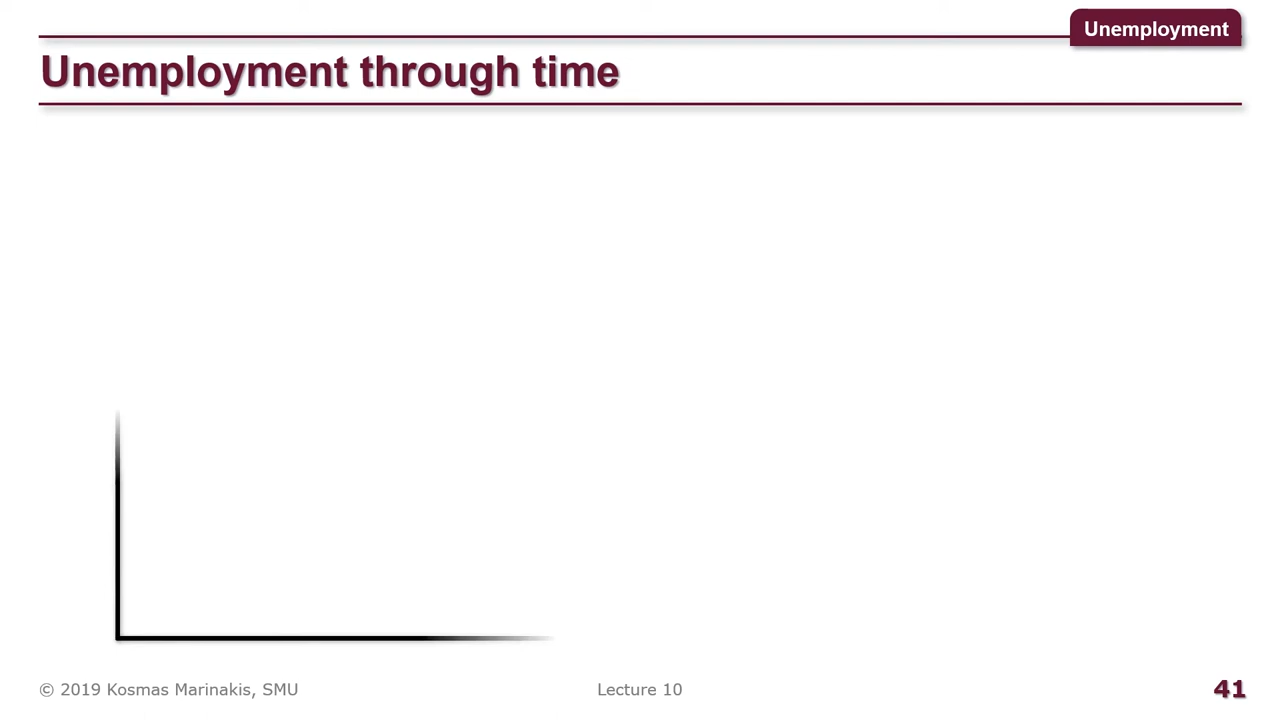 Unemployment
Unemployment through time
© 2019 Kosmas Marinakis, SMU
Lecture 10
41